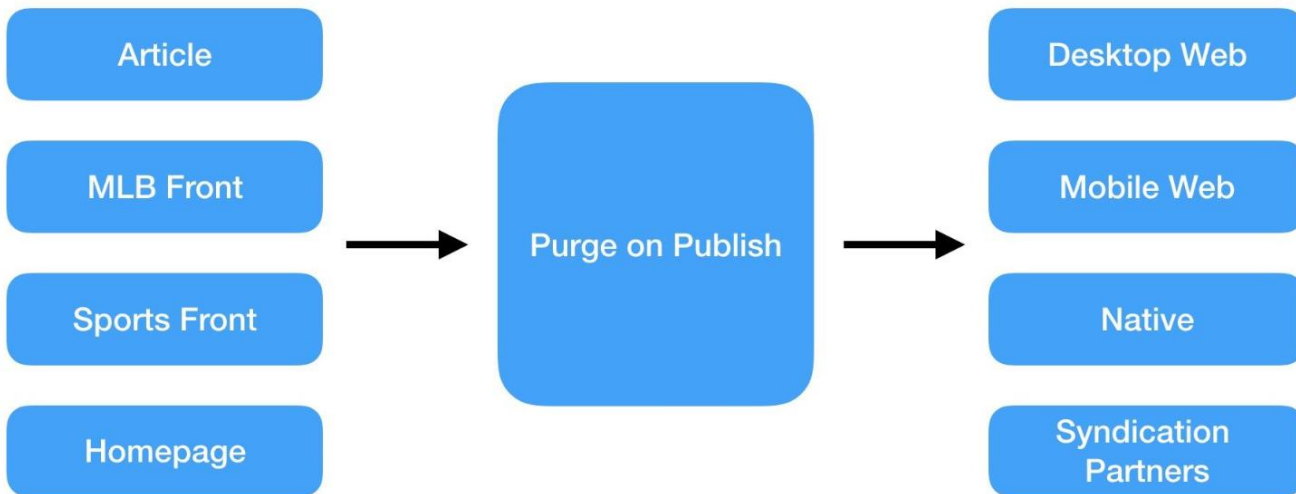 Article
MLB Front
Sports Front
Homepage
Purge on Publish
Desktop Web
Mobile Web
Native
Syndication
Partners